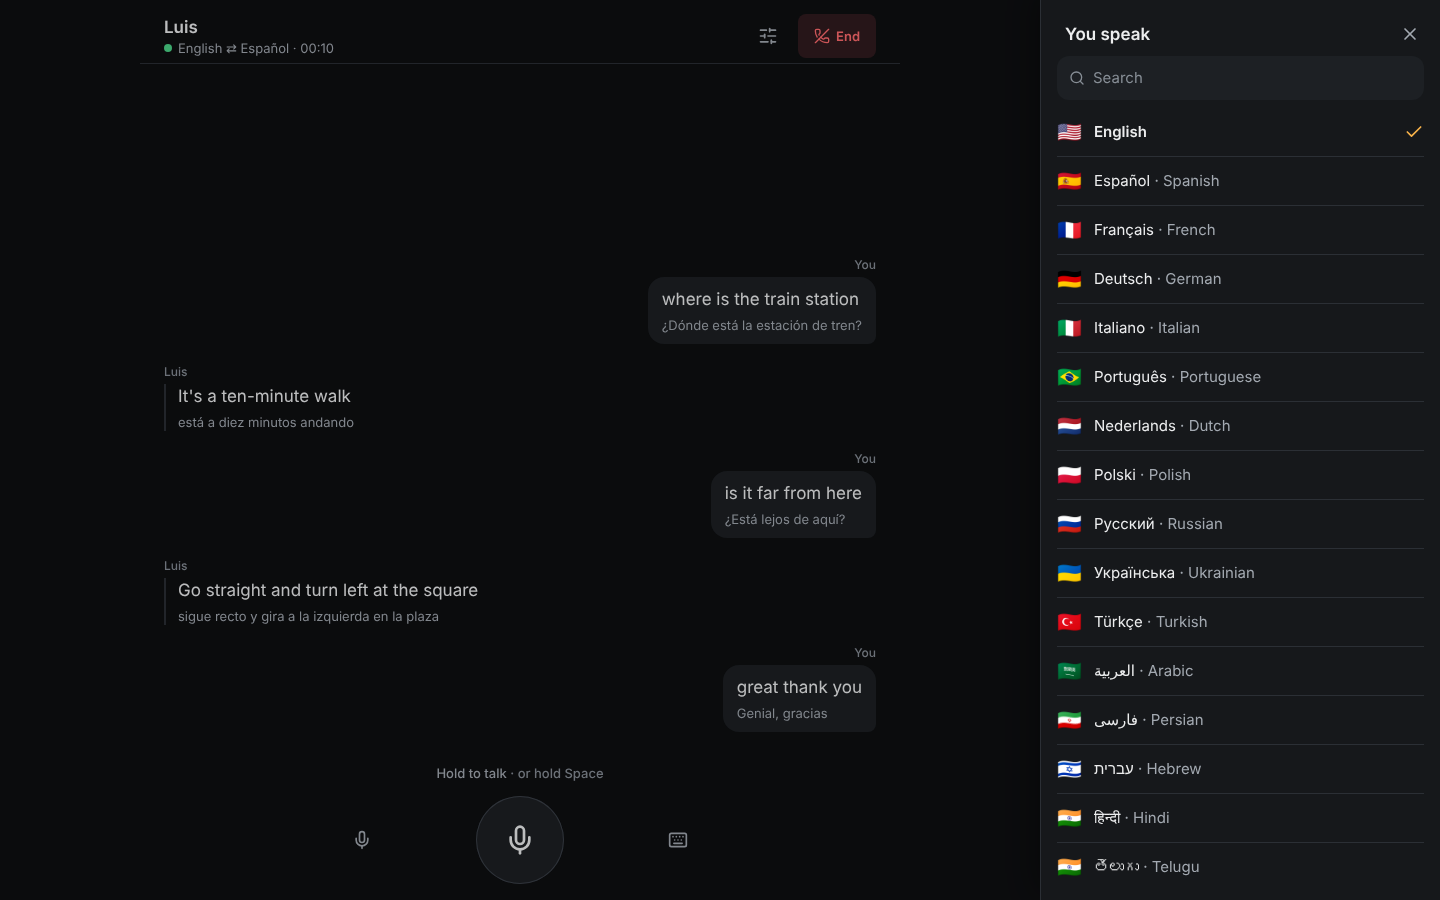 Luis
English ⇄ Español · 00:10
End
You
where is the train station
¿Dónde está la estación de tren?
Luis
It's a ten-minute walk
está a diez minutos andando
You
is it far from here
¿Está lejos de aquí?
Luis
Go straight and turn left at the square
sigue recto y gira a la izquierda en la plaza
You
great thank you
Genial, gracias
Hold to talk · or hold Space
You speak
Search
English
Español · Spanish
Français · French
Deutsch · German
Italiano · Italian
Português · Portuguese
Nederlands · Dutch
Polski · Polish
Русский · Russian
Українська · Ukrainian
Türkçe · Turkish
العربية · Arabic
فارسی · Persian
עברית · Hebrew
हिन्दी · Hindi
తెలుగు · Telugu